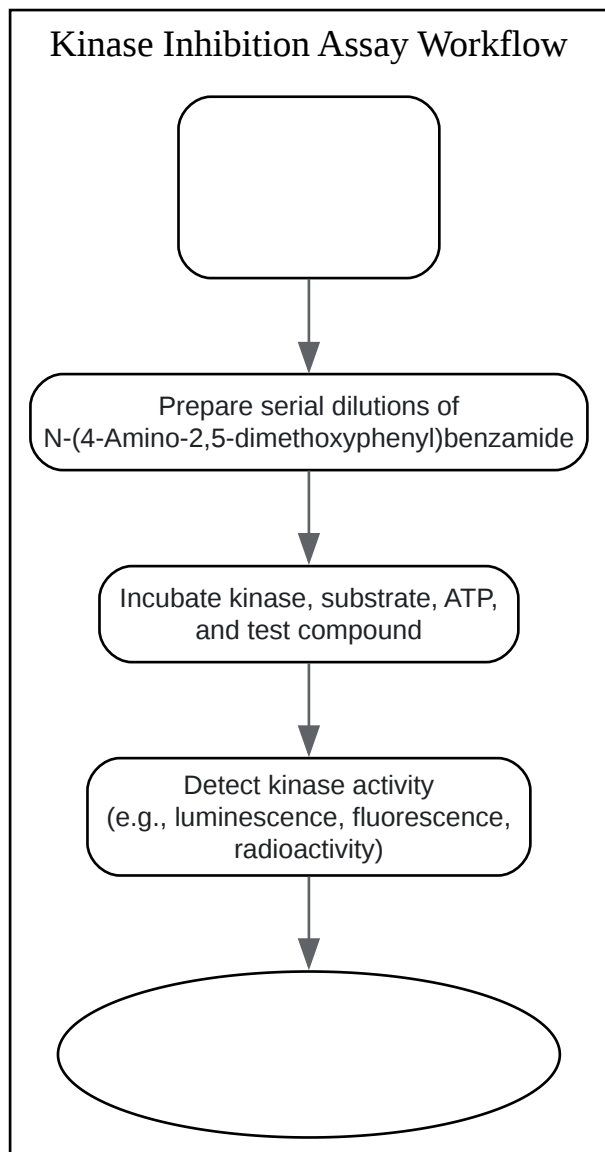 Kinase Inhibition Assay Workflow
Prepare serial dilutions of
N-(4-Amino-2,5-dimethoxyphenyl)benzamide
Incubate kinase, substrate, ATP,
and test compound
Detect kinase activity
(e.g., luminescence, fluorescence,
radioactivity)